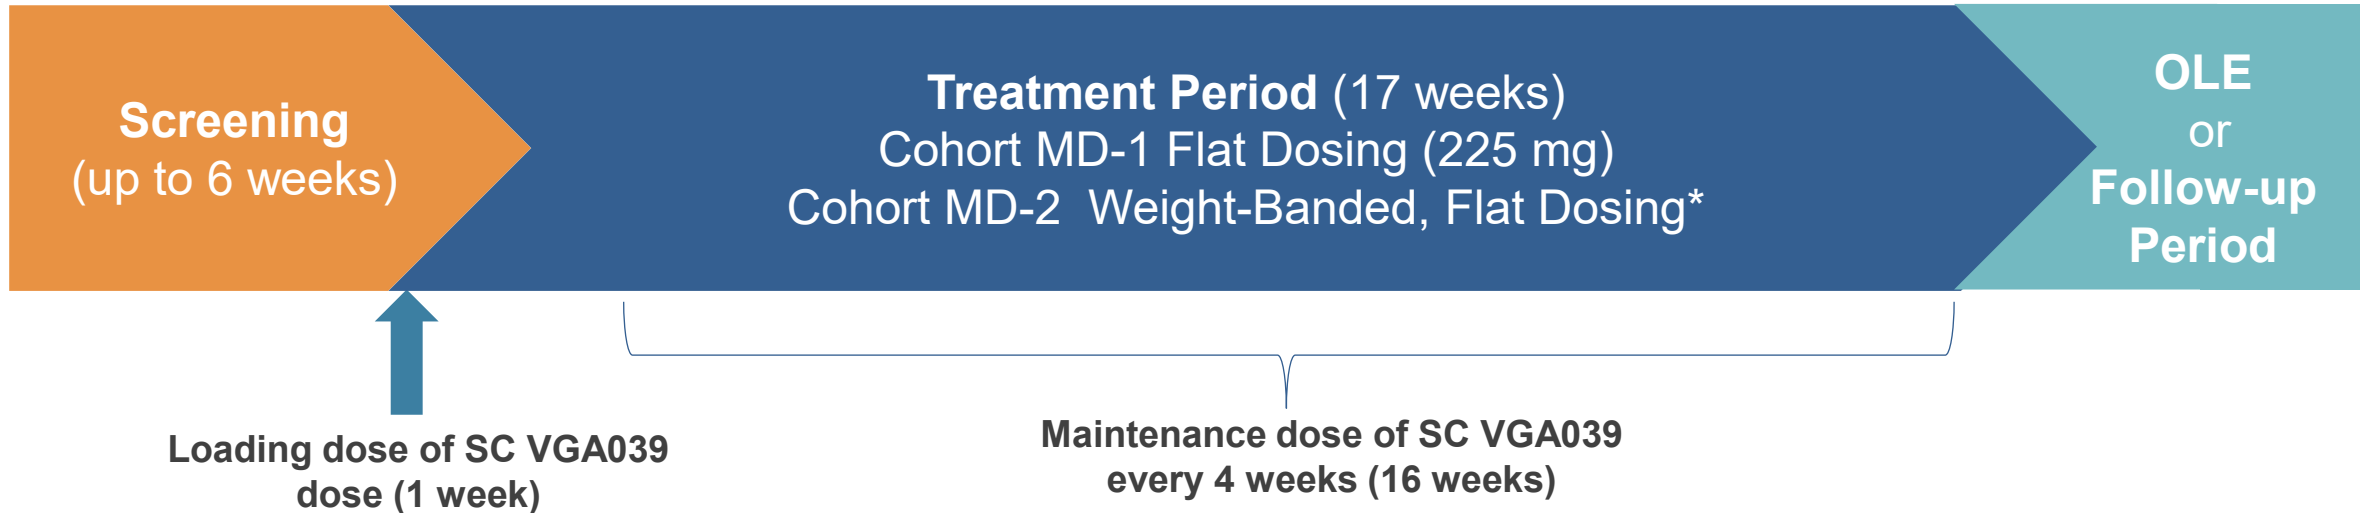 Screening
(up to 6 weeks)
Treatment Period (17 weeks)
Cohort MD-1 Flat Dosing (225 mg)
Cohort MD-2 Weight-Banded, Flat Dosing*
OLE
or
Follow-up
Period
Loading dose of SC VGA039
dose (1 week)
Maintenance dose of SC VGA039
every 4 weeks (16 weeks)